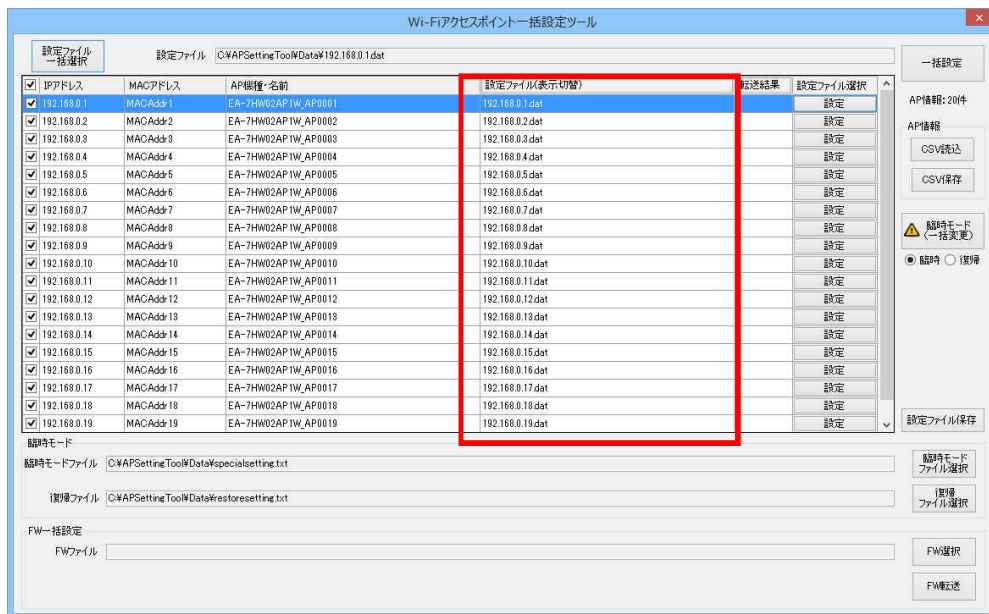 Wi-Fiアクセスポイント一括設定ツール
設定ファイル
一括選択
設定ファイル C:¥APSettingTool¥Data¥192.168.0.1.dat
一括設定
IPアドレス MACアドレス AP機種・名前 設定ファイル(表示切替) 転送結果 設定ファイル選択
192.168.0.1 MACAddr1 EA-7HW02AP1W_AP0001 192.168.0.1.dat 設定
192.168.0.2 MACAddr2 EA-7HW02AP1W_AP0002 192.168.0.2.dat 設定
192.168.0.3 MACAddr3 EA-7HW02AP1W_AP0003 192.168.0.3.dat 設定
192.168.0.4 MACAddr4 EA-7HW02AP1W_AP0004 192.168.0.4.dat 設定
192.168.0.5 MACAddr5 EA-7HW02AP1W_AP0005 192.168.0.5.dat 設定
192.168.0.6 MACAddr6 EA-7HW02AP1W_AP0006 192.168.0.6.dat 設定
192.168.0.7 MACAddr7 EA-7HW02AP1W_AP0007 192.168.0.7.dat 設定
192.168.0.8 MACAddr8 EA-7HW02AP1W_AP0008 192.168.0.8.dat 設定
192.168.0.9 MACAddr9 EA-7HW02AP1W_AP0009 192.168.0.9.dat 設定
192.168.0.10 MACAddr10 EA-7HW02AP1W_AP0010 192.168.0.10.dat 設定
192.168.0.11 MACAddr11 EA-7HW02AP1W_AP0011 192.168.0.11.dat 設定
192.168.0.12 MACAddr12 EA-7HW02AP1W_AP0012 192.168.0.12.dat 設定
192.168.0.13 MACAddr13 EA-7HW02AP1W_AP0013 192.168.0.13.dat 設定
192.168.0.14 MACAddr14 EA-7HW02AP1W_AP0014 192.168.0.14.dat 設定
192.168.0.15 MACAddr15 EA-7HW02AP1W_AP0015 192.168.0.15.dat 設定
192.168.0.16 MACAddr16 EA-7HW02AP1W_AP0016 192.168.0.16.dat 設定
192.168.0.17 MACAddr17 EA-7HW02AP1W_AP0017 192.168.0.17.dat 設定
192.168.0.18 MACAddr18 EA-7HW02AP1W_AP0018 192.168.0.18.dat 設定
192.168.0.19 MACAddr19 EA-7HW02AP1W_AP0019 192.168.0.19.dat 設定
AP情報：20件
AP情報
CSV読込
CSV保存
臨時モード
(一括変更)
臨時 復帰
設定ファイル保存
臨時モード
臨時モードファイル C:¥APSettingTool¥Data¥specialsetting.txt
臨時モード
ファイル選択
復帰ファイル C:¥APSettingTool¥Data¥restoresetting.txt
復帰
ファイル選択
FW一括設定
FWファイル
FW選択
FW転送